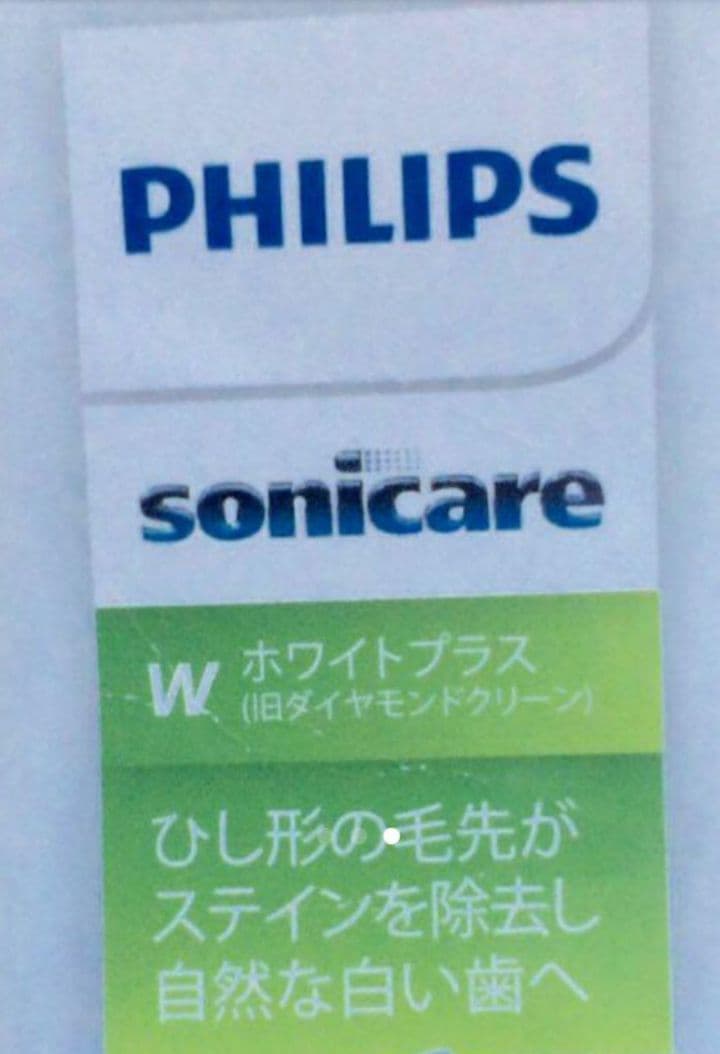 PHILIPS
sonicare
W ホワイトプラス
(旧ダイヤモンドクリーン)
ひし形の毛先が
ステインを除去し
自然な白い歯へ